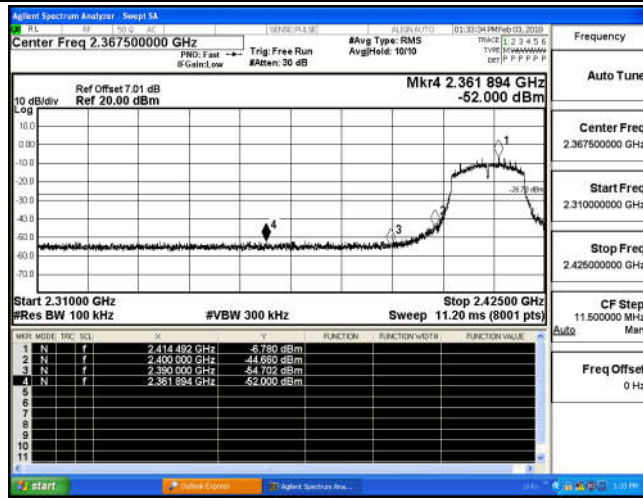 Agilent Spectrum Analyzer - Swept SA
RL RF 50 Ω AC SENSE:PULSE ALIGN AUTO 01:33:34 PM Feb 03, 2018
Center Freq 2.367500000 GHz
PNO: Fast
IFGain:Low
Trig: Free Run
#Atten: 30 dB
#Avg Type: RMS
Avg|Hold: 10/10
TRACE 1 2 3 4 5 6
TYPE M WWWWW
DET P P P P P P
Ref Offset 7.01 dB
Ref 20.00 dBm
10 dB/div
Log
Mkr4 2.361 894 GHz
-52.000 dBm
10.0
0.00
-10.0
-20.0
-30.0
-40.0
-50.0
-60.0
-70.0
1
2
3
4
Start 2.31000 GHz
Stop 2.42500 GHz
#Res BW 100 kHz
#VBW 300 kHz
Sweep 11.20 ms (8001 pts)
MKR MODE TRC SCL X Y FUNCTION FUNCTION WIDTH FUNCTION VALUE
1 N f 2.414 492 GHz -6.780 dBm
2 N f 2.400 000 GHz -44.660 dBm
3 N f 2.390 000 GHz -54.702 dBm
4 N f 2.361 894 GHz -52.000 dBm
5
6
7
8
9
10
11
Frequency
Auto Tune
Center Freq
2.367500000 GHz
Start Freq
2.310000000 GHz
Stop Freq
2.425000000 GHz
CF Step
11.500000 MHz
Auto Man
Freq Offset
0 Hz
start
Outlook Express
Agilent Spectrum Ana...
1:33 PM